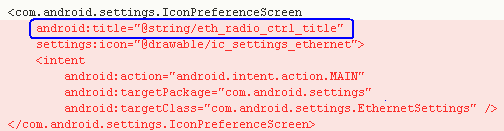 <com.android.settings.IconPreferenceScreen
android:title="@string/eth_radio_ctrl_title"
settings:icon="@drawable/ic_settings_ethernet">
<intent
android:action="android.intent.action.MAIN"
android:targetPackage="com.android.settings"
android:targetClass="com.android.settings.EthernetSettings" />
</com.android.settings.IconPreferenceScreen>